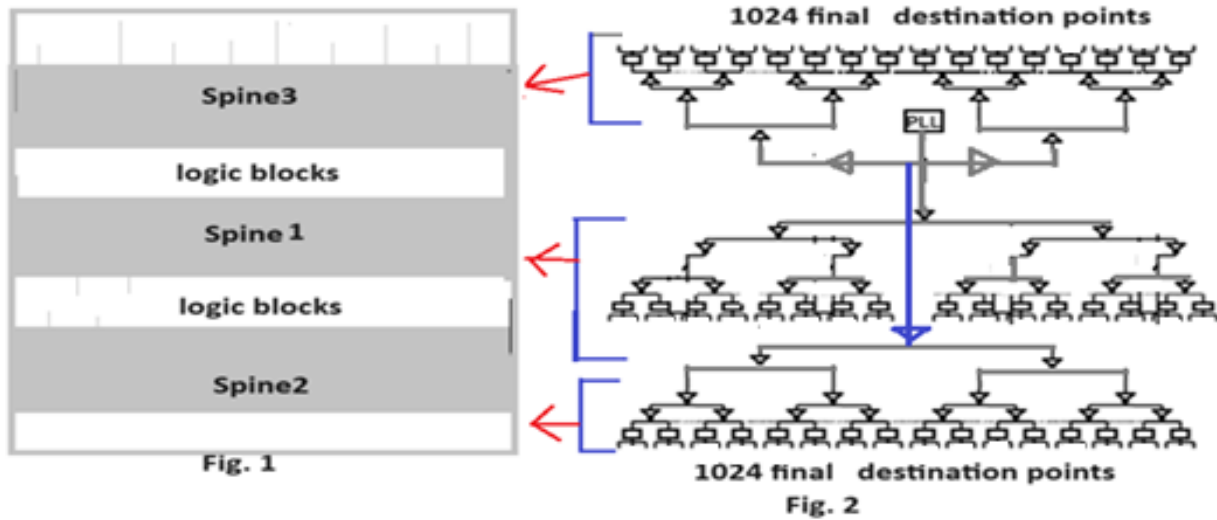 Spine3
logic blocks
Spine 1
logic blocks
Spine2
Fig. 1
1024 final destination points
PLL
1024 final destination points
Fig. 2